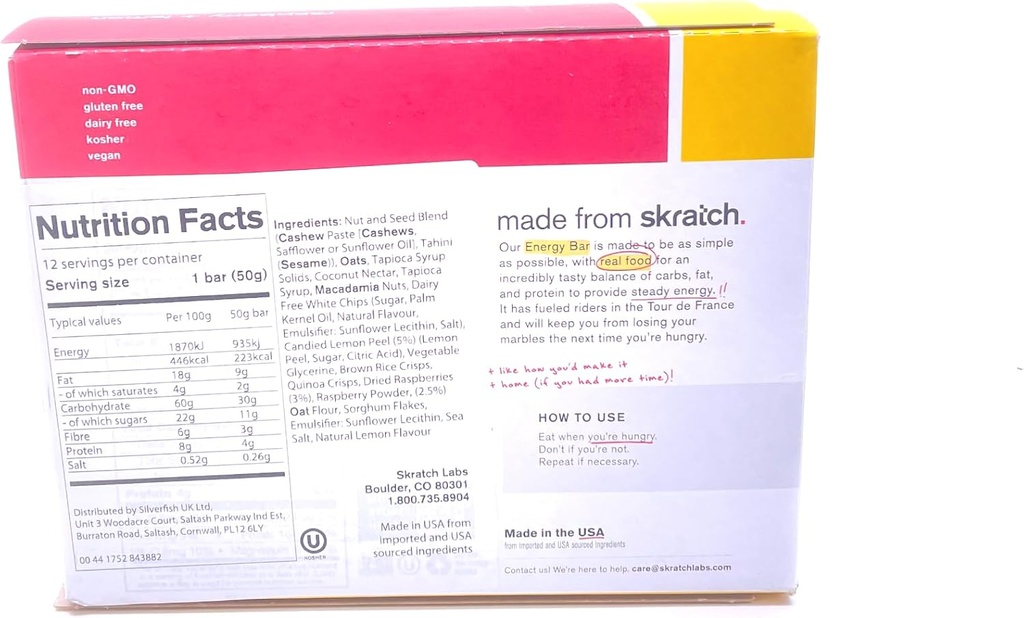 non-GMO
gluten free
dairy free
kosher
vegan
Nutrition Facts
12 servings per container
Serving size 1 bar (50g)
Typical values Per 100g 50g bar
Energy 1870kJ 935kj
446kcal 223kcal
Fat 18g 9g
- of which saturates 4g 2g
Carbohydrate 60g 30g
- of which sugars 22g 11g
Fibre 6g 3g
Protein 8g 4g
Salt 0.52g 0.26g
Distributed by Silverfish UK Ltd,
Unit 3 Woodacre Court, Saltash Parkway Ind Est,
Burraton Road, Saltash, Cornwall, PL12 6LY
00 44 1752 843882
Ingredients: Nut and Seed Blend
(Cashew Paste [Cashews,
Safflower or Sunflower Oil], Tahini
(Sesame)), Oats, Tapioca Syrup
Solids, Coconut Nectar, Tapioca
Syrup, Macadamia Nuts, Dairy
Free White Chips (Sugar, Palm
Kernel Oil, Natural Flavour,
Emulsifier: Sunflower Lecithin, Salt),
Candied Lemon Peel (5%) (Lemon
Peel, Sugar, Citric Acid), Vegetable
Glycerine, Brown Rice Crisps,
Quinoa Crisps, Dried Raspberries
(3%), Raspberry Powder, (2.5%)
Oat Flour, Sorghum Flakes,
Emulsifier: Sunflower Lecithin, Sea
Salt, Natural Lemon Flavour
Skratch Labs
Boulder, CO 80301
1.800.735.8904
Made in USA from
imported and USA
sourced ingredients
U
KOSHER
made from skratch.
Our Energy Bar is made to be as simple
as possible, with real food for an
incredibly tasty balance of carbs, fat,
and protein to provide steady energy. !!
It has fueled riders in the Tour de France
and will keep you from losing your
marbles the next time you're hungry.
+ like how you'd make it
+ home (if you had more time)!
HOW TO USE
Eat when you're hungry.
Don't if you're not.
Repeat if necessary.
Made in the USA
from imported and USA sourced ingredients
Contact us! We're here to help. care@skratchlabs.com